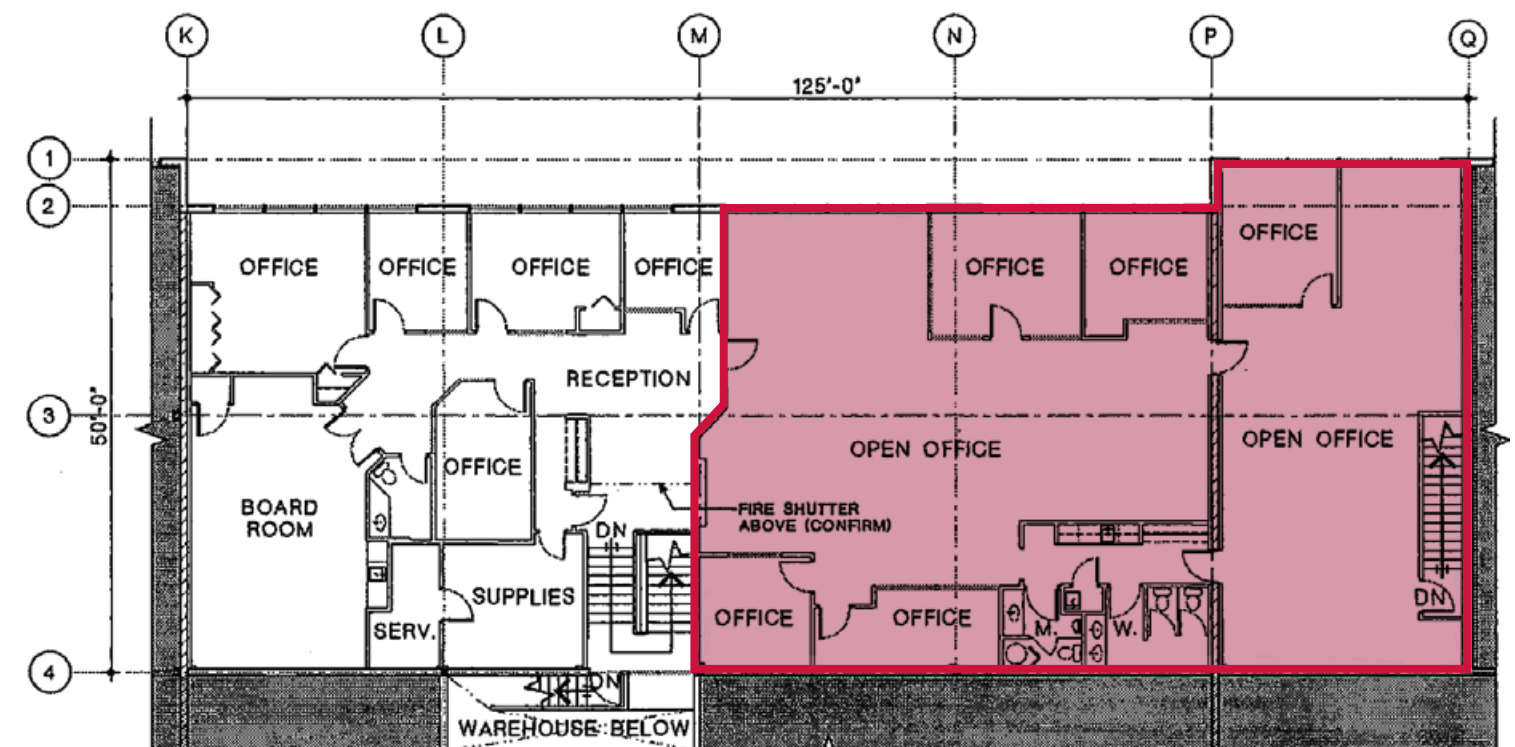 K
L
M
N
P
Q
125'-0"
1
2
OFFICE
OFFICE
OFFICE
OFFICE
OFFICE
OFFICE
OFFICE
RECEPTION
3
50'-0"
OPEN OFFICE
OPEN OFFICE
OFFICE
BOARD
ROOM
FIRE SHUTTER
ABOVE (CONFIRM)
DN
SUPPLIES
DN
OFFICE
OFFICE
SERV.
M.
W.
4
DN
WAREHOUSE BELOW